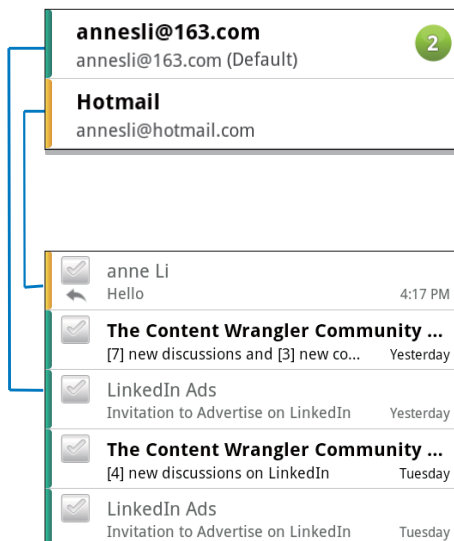 annesli@163.com
annesli@163.com (Default)
2
Hotmail
annesli@hotmail.com
anne Li
Hello
4:17 PM
The Content Wrangler Community ...
[7] new discussions and [3] new co... Yesterday
LinkedIn Ads
Invitation to Advertise on LinkedIn Yesterday
The Content Wrangler Community ...
[4] new discussions on LinkedIn Tuesday
LinkedIn Ads
Invitation to Advertise on LinkedIn Tuesday